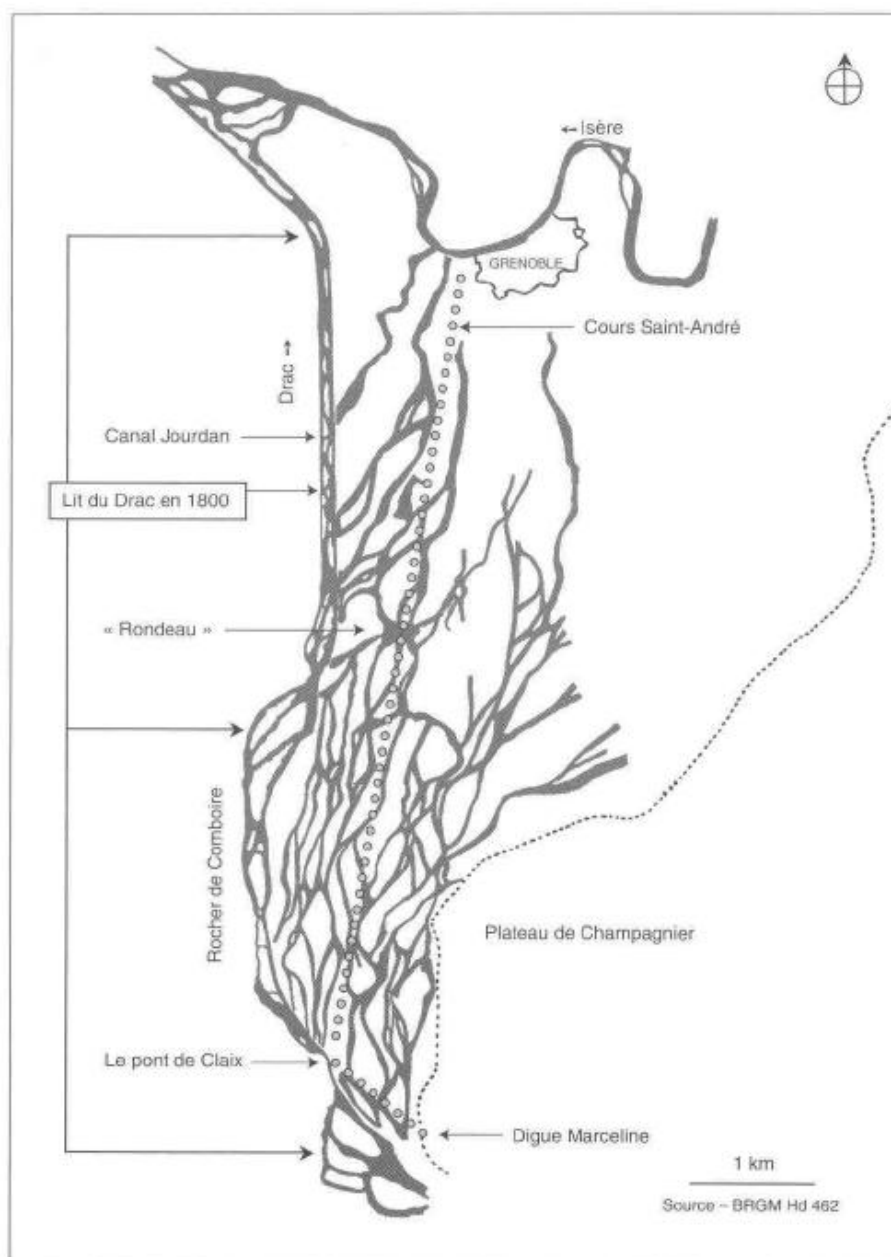 ←Isère
GRENOBLE
Cours Saint-André
Drac→
Canal Jourdan
Lit du Drac en 1800
« Rondeau »
Rocher de Comboire
Plateau de Champagnier
Le pont de Claix
Digue Marceline
1 km
Source – BRGM Hd 462